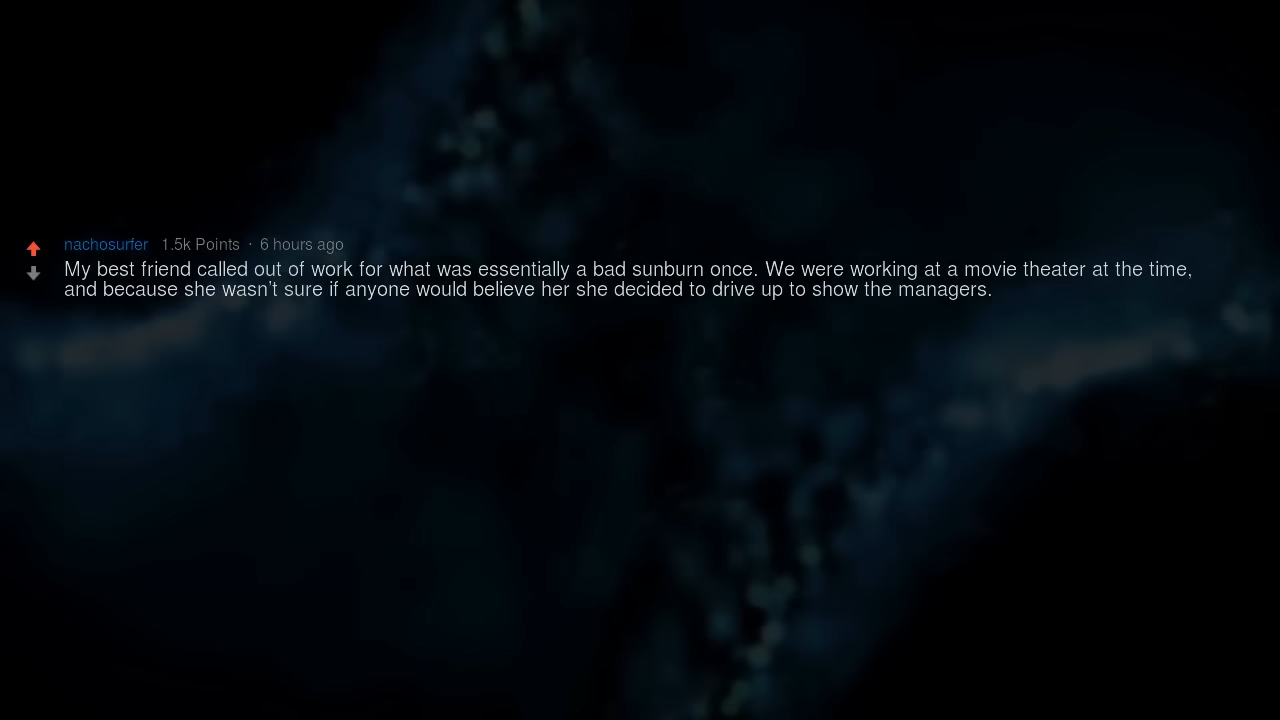 nachosurfer 1.5k Points · 6 hours ago
My best friend called out of work for what was essentially a bad sunburn once. We were working at a movie theater at the time,
and because she wasn't sure if anyone would believe her she decided to drive up to show the managers.